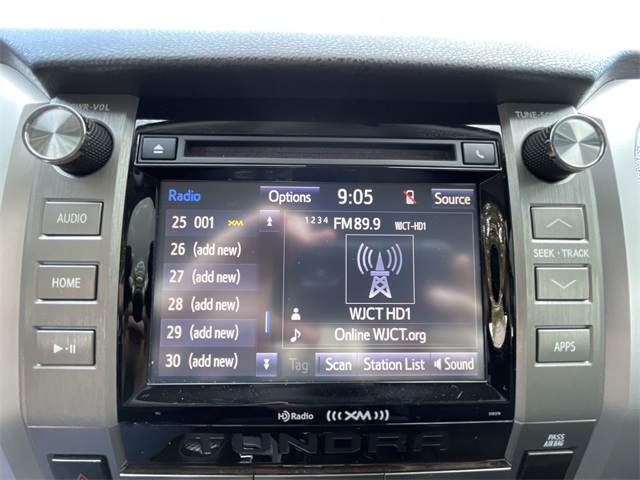 PWR·VOL
TUNE·SCROLL
AUDIO
HOME
SEEK · TRACK
APPS
Radio
Options
9:05
Source
25 001 XM
26 (add new)
27 (add new)
28 (add new)
29 (add new)
30 (add new)
1234 FM 89.9 WJCT-HD1
WJCT HD1
Online WJCT.org
Tag
Scan
Station List
Sound
HD Radio
(((XM)))
TUNDRA
PASS
AIR BAG